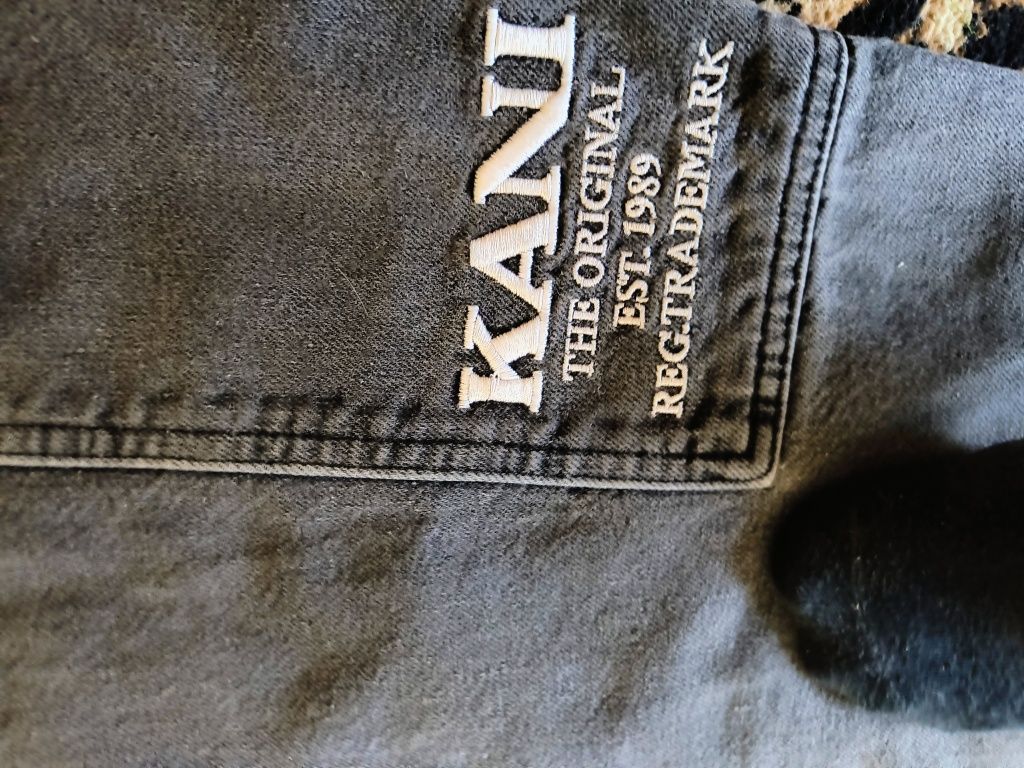 KANI
THE ORIGINAL
EST. 1989
REG.TRADEMARK